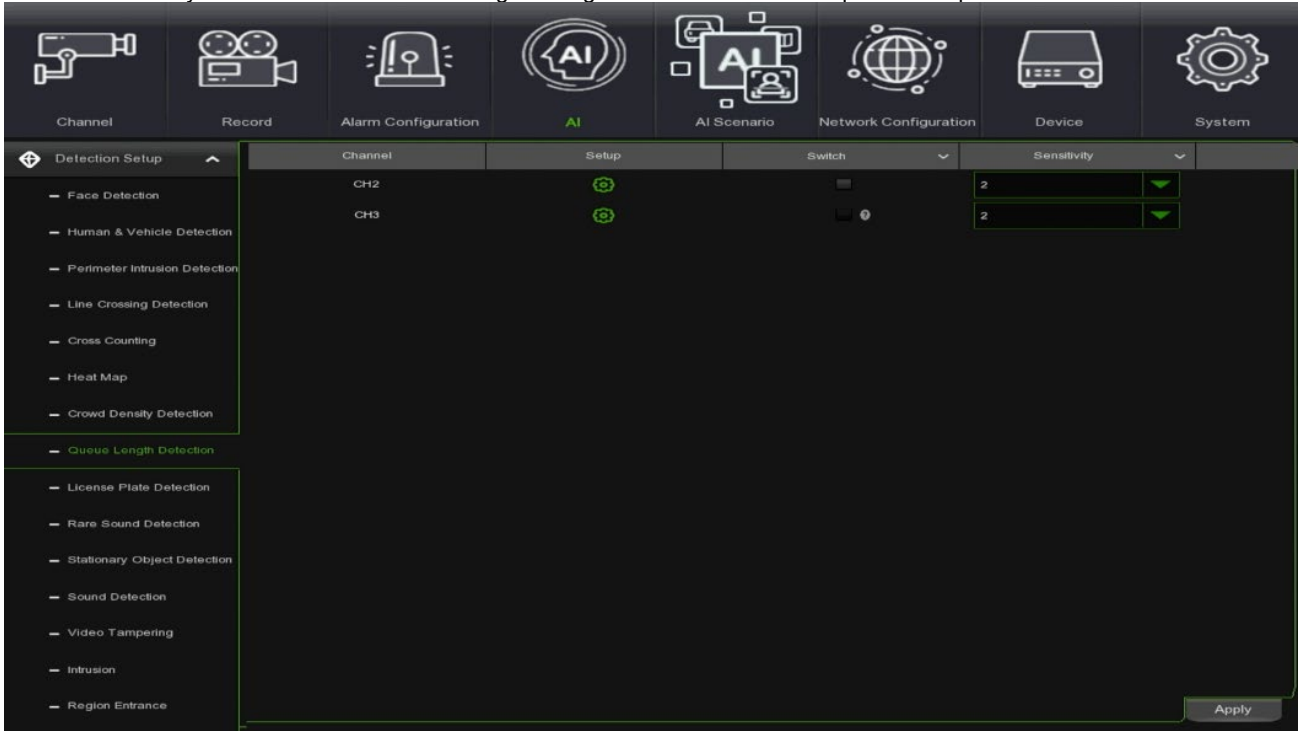 Channel
Record
Alarm Configuration
AI
AI
AI Scenario
Network Configuration
Device
System
Detection Setup
Channel
Setup
Switch
Sensitivity
CH2
2
CH3
2
Face Detection
Human & Vehicle Detection
Perimeter Intrusion Detection
Line Crossing Detection
Cross Counting
Heat Map
Crowd Density Detection
Queue Length Detection
License Plate Detection
Rare Sound Detection
Stationary Object Detection
Sound Detection
Video Tampering
Intrusion
Region Entrance
Apply